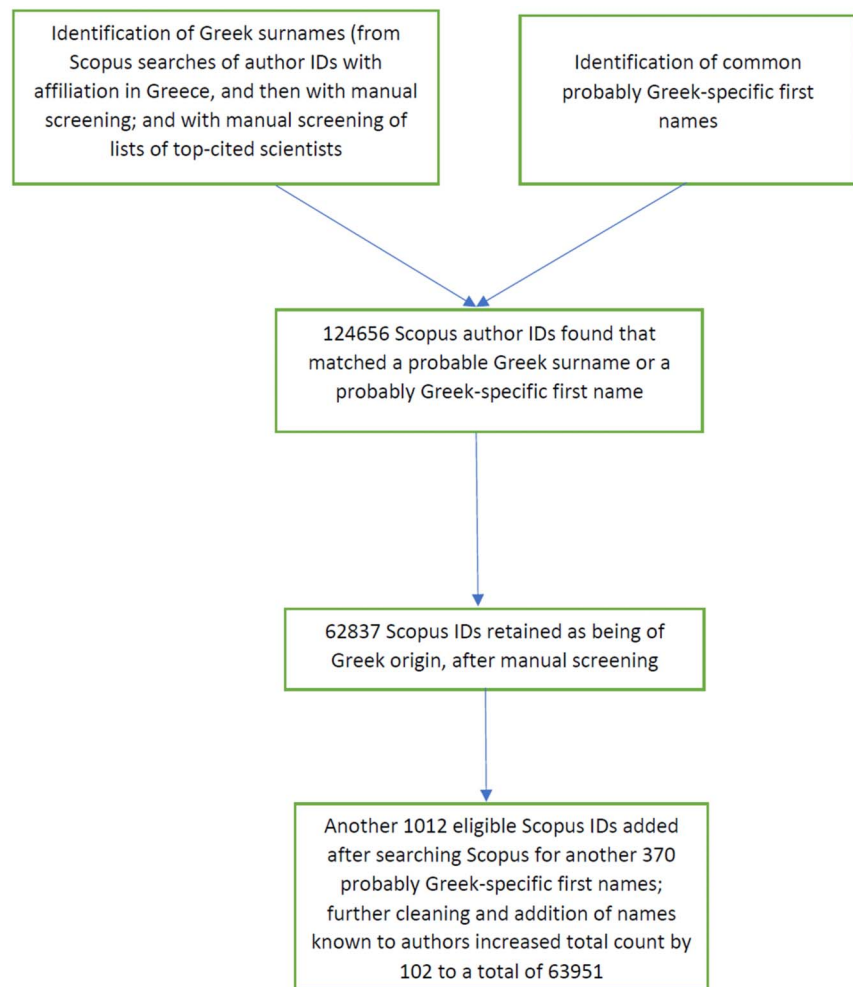 Identification of Greek surnames (from
Scopus searches of author IDs with
affiliation in Greece, and then with manual
screening; and with manual screening of
lists of top-cited scientists
Identification of common
probably Greek-specific first
names
124656 Scopus author IDs found that
matched a probable Greek surname or a
probably Greek-specific first name
62837 Scopus IDs retained as being of
Greek origin, after manual screening
Another 1012 eligible Scopus IDs added
after searching Scopus for another 370
probably Greek-specific first names;
further cleaning and addition of names
known to authors increased total count by
102 to a total of 63951